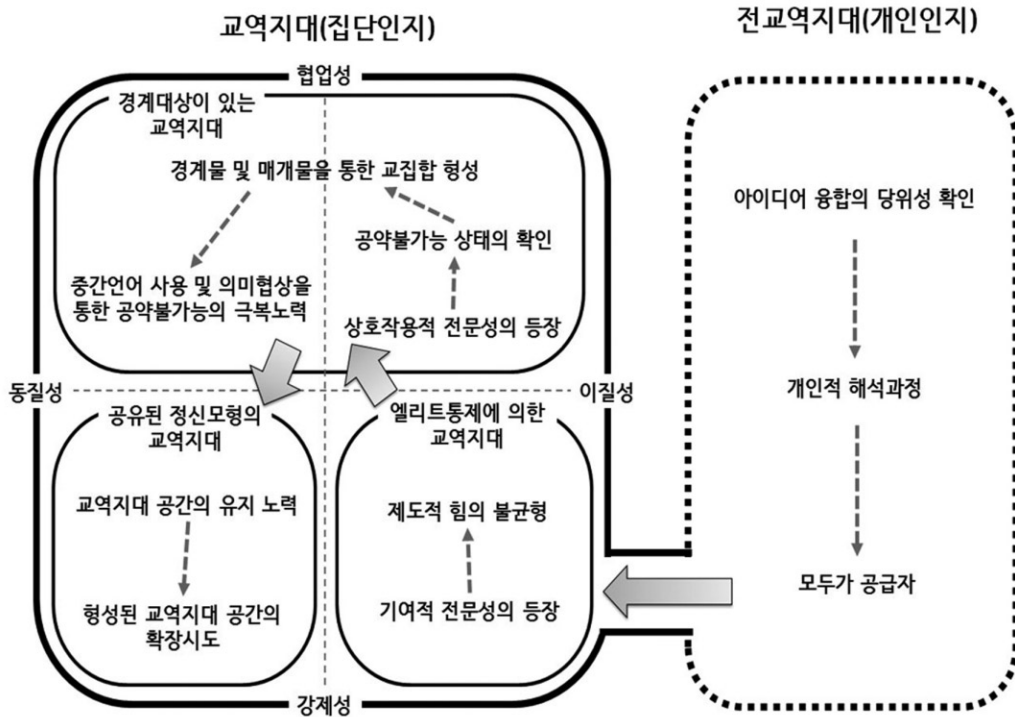 교역지대(집단인지)
전교역지대(개인인지)
협업성
경계대상이 있는
교역지대
경계물 및 매개물을 통한 교집합 형성
공약불가능 상태의 확인
중간언어 사용 및 의미협상을
통한 공약불가능의 극복노력
상호작용적 전문성의 등장
동질성
이질성
공유된 정신모형의
교역지대
교역지대 공간의 유지 노력
형성된 교역지대 공간의
확장시도
엘리트통제에 의한
교역지대
제도적 힘의 불균형
기여적 전문성의 등장
강제성
아이디어 융합의 당위성 확인
개인적 해석과정
모두가 공급자